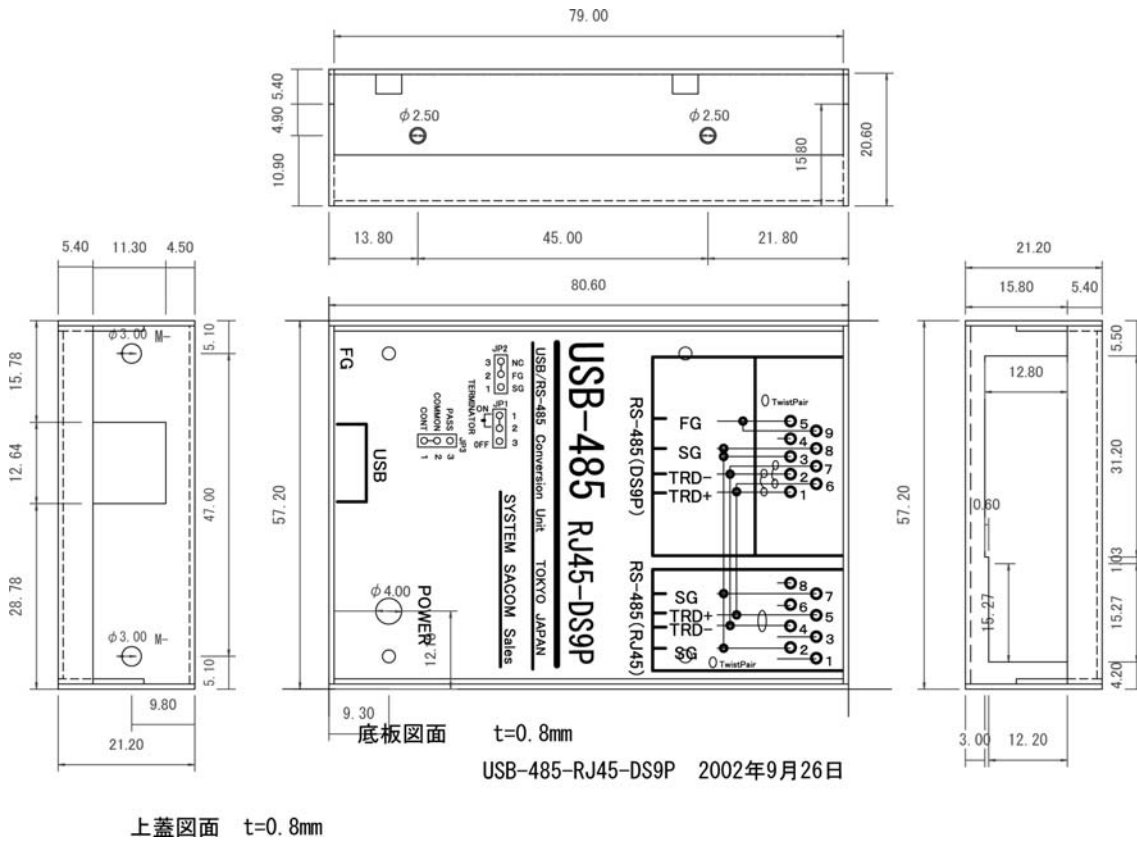 79.00
5.40
4.90
10.90
φ2.50
φ2.50
15.80
20.60
13.80
45.00
21.80
5.40
11.30
4.50
80.60
21.20
15.80
5.40
φ3.00 M-
5.10
15.78
12.64
28.78
47.00
φ3.00 M-
5.10
9.80
21.20
57.20
FG
USB
φ4.00
POWER
12.10
9.30
JP2
3 NC
2 FG
1 SG
JP1
TERMINATOR
ON
OFF
1
2
3
CONT
COMMON
PASS
JP3
1
2
3
USB/RS-485 Conversion Unit TOKYO JAPAN
SYSTEM SACOM Sales
USB-485 RJ45-DS9P
RS-485(DS9P)
FG
SG
TRD-
TRD+
TwistPair
5
9
4
8
3
7
2
6
1
RS-485(RJ45)
SG
TRD+
TRD-
SG
TwistPair
8
7
6
5
4
3
2
1
57.20
12.80
5.50
31.20
0.60
1.03
15.27
15.27
4.20
3.00
12.20
底板図面 t=0.8mm
USB-485-RJ45-DS9P 2002年9月26日
上蓋図面 t=0.8mm